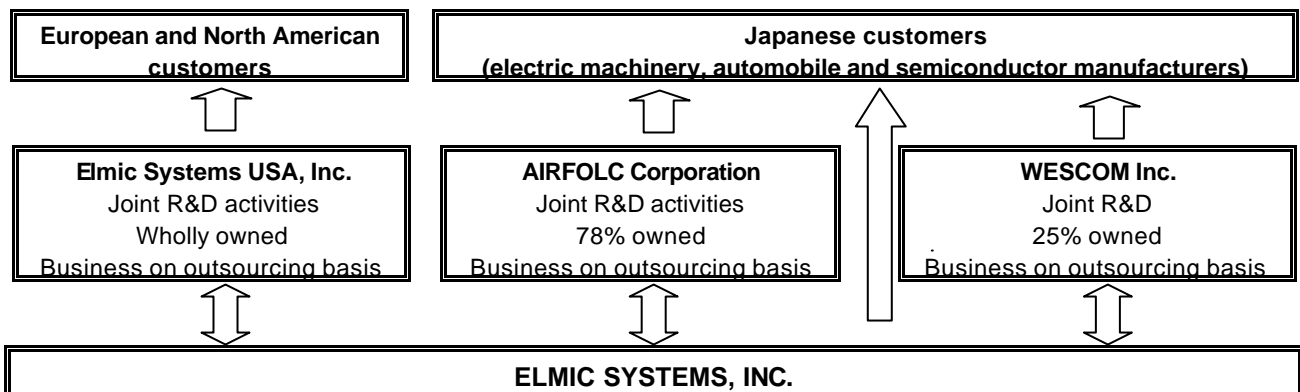 European and North American
customers
Japanese customers
(electric machinery, automobile and semiconductor manufacturers)
Elmic Systems USA, Inc.
Joint R&D activities
Wholly owned
Business on outsourcing basis
AIRFOLC Corporation
Joint R&D activities
78% owned
Business on outsourcing basis
WESCOM Inc.
Joint R&D
25% owned
Business on outsourcing basis
ELMIC SYSTEMS, INC.